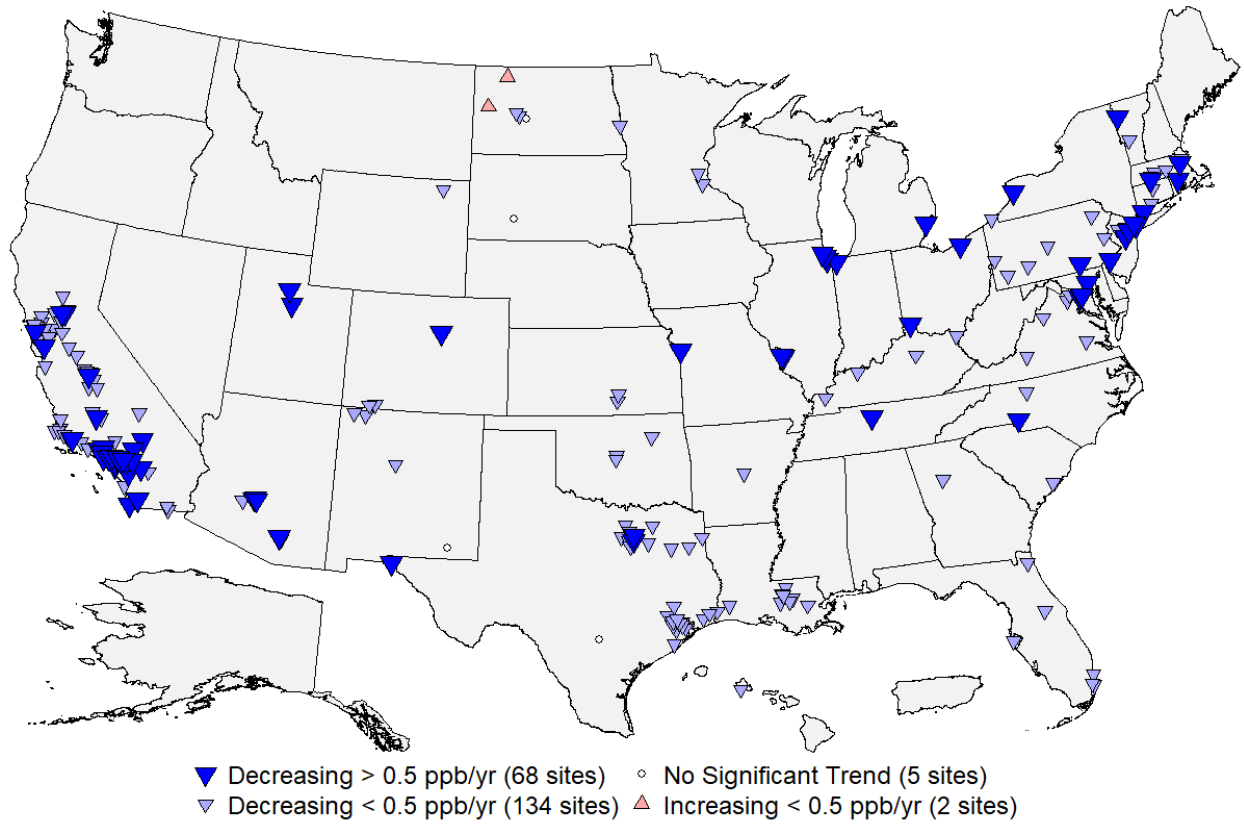 Decreasing > 0.5 ppb/yr (68 sites)
No Significant Trend (5 sites)
Decreasing < 0.5 ppb/yr (134 sites)
Increasing < 0.5 ppb/yr (2 sites)